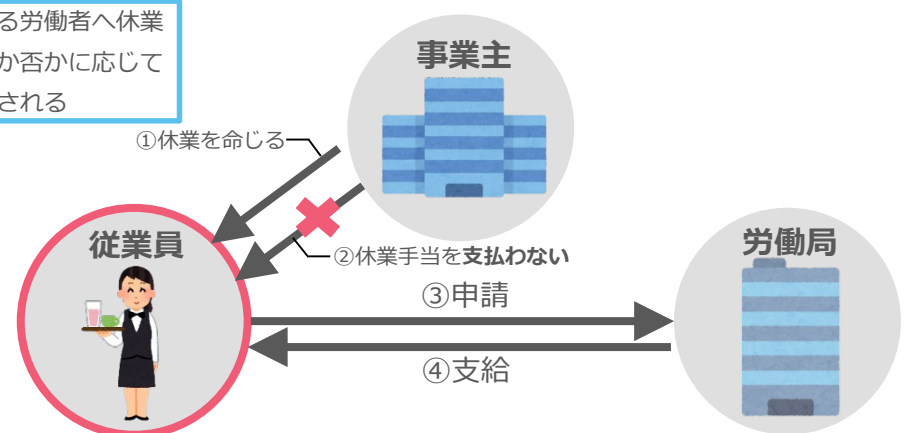 る労働者へ休業
か否かに応じて
される
事業主
①休業を命じる
従業員
②休業手当を支払わない
労働局
③申請
④支給